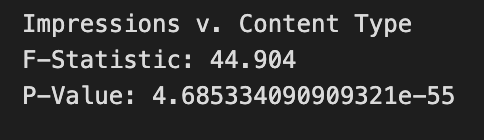 Impressions v. Content Type
F-Statistic: 44.904
P-Value: 4.685334090909321e-55